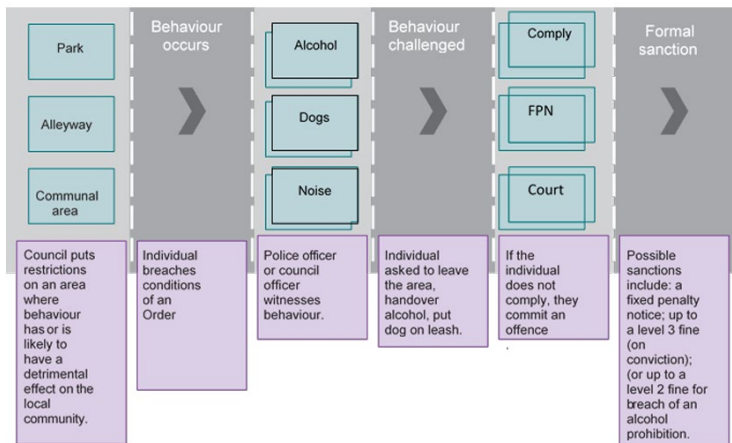 Park
Alleyway
Communal
area
Behaviour
occurs
Alcohol
Dogs
Noise
Behaviour
challenged
Comply
FPN
Court
Formal
sanction
Council puts
restrictions
on an area
where
behaviour
has or is
likely to
have a
detrimental
effect on the
local
community.
Individual
breaches
conditions
of an
Order
Police officer
or council
officer
witnesses
behaviour.
Individual
asked to leave
the area,
handover
alcohol, put
dog on leash.
If the
individual
does not
comply, they
commit an
offence
.
Possible
sanctions
include: a
fixed penalty
notice; up to
a level 3 fine
(on
conviction);
(or up to a
level 2 fine for
breach of an
alcohol
prohibition.